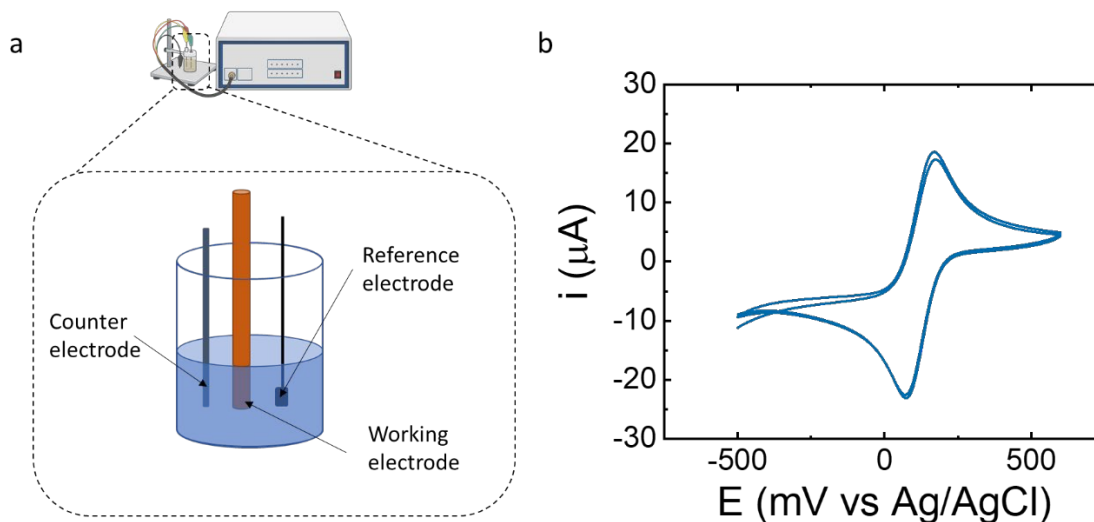 a
Counter
electrode
Reference
electrode
Working
electrode
b
30
20
10
0
-10
-20
-30
i (μA)
-500
0
500
E (mV vs Ag/AgCl)